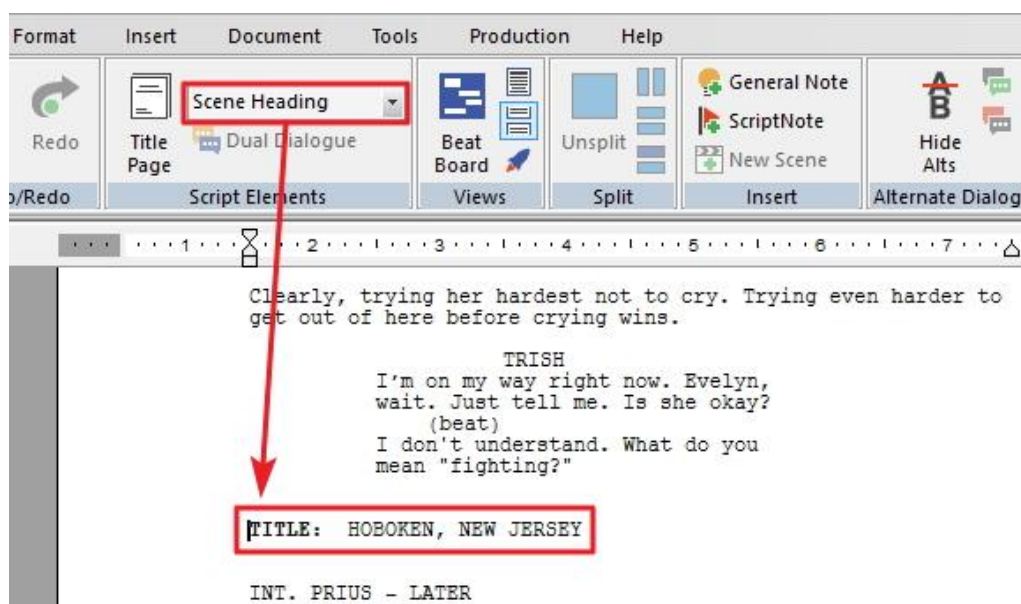 Format Insert Document Tools Production Help
Scene Heading
General Note
ScriptNote
New Scene
Dual Dialogue
Redo
Title
Page
Beat
Board
Unsplit
A
B
Hide
Alts
o/Redo Script Elements Views Split Insert Alternate Dialog
1 2 3 4 5 6 7
Clearly, trying her hardest not to cry. Trying even harder to
get out of here before crying wins.
TRISH
I'm on my way right now. Evelyn,
wait. Just tell me. Is she okay?
(beat)
I don't understand. What do you
mean "fighting?"
TITLE: HOBOKEN, NEW JERSEY
INT. PRIUS - LATER